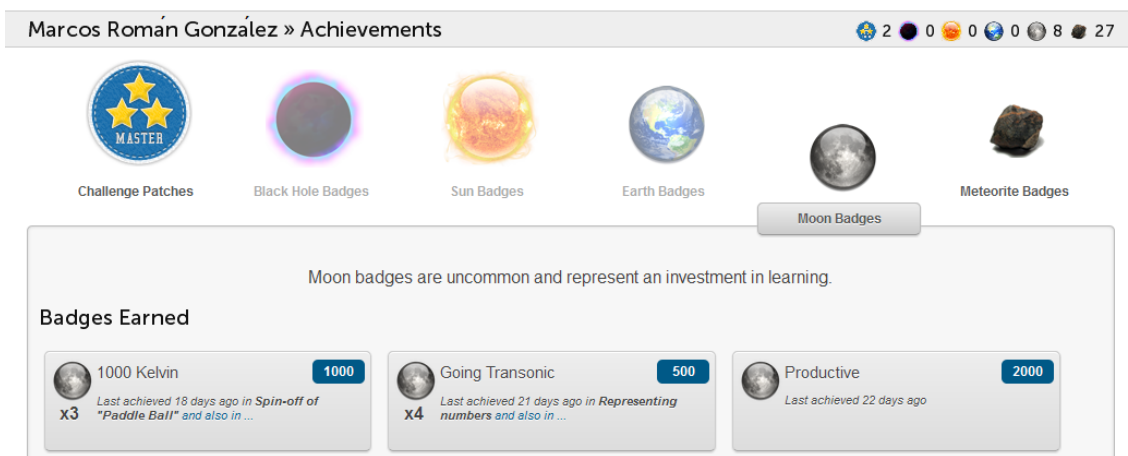 Marcos Román González » Achievements
2 0 0 0 8 27
MASTER
Challenge Patches Black Hole Badges Sun Badges Earth Badges Moon Badges Meteorite Badges
Moon badges are uncommon and represent an investment in learning.
Badges Earned
1000 Kelvin 1000
Last achieved 18 days ago in Spin-off of
x3 "Paddle Ball" and also in ...
Going Transonic 500
Last achieved 21 days ago in Representing
x4 numbers and also in ...
Productive 2000
Last achieved 22 days ago